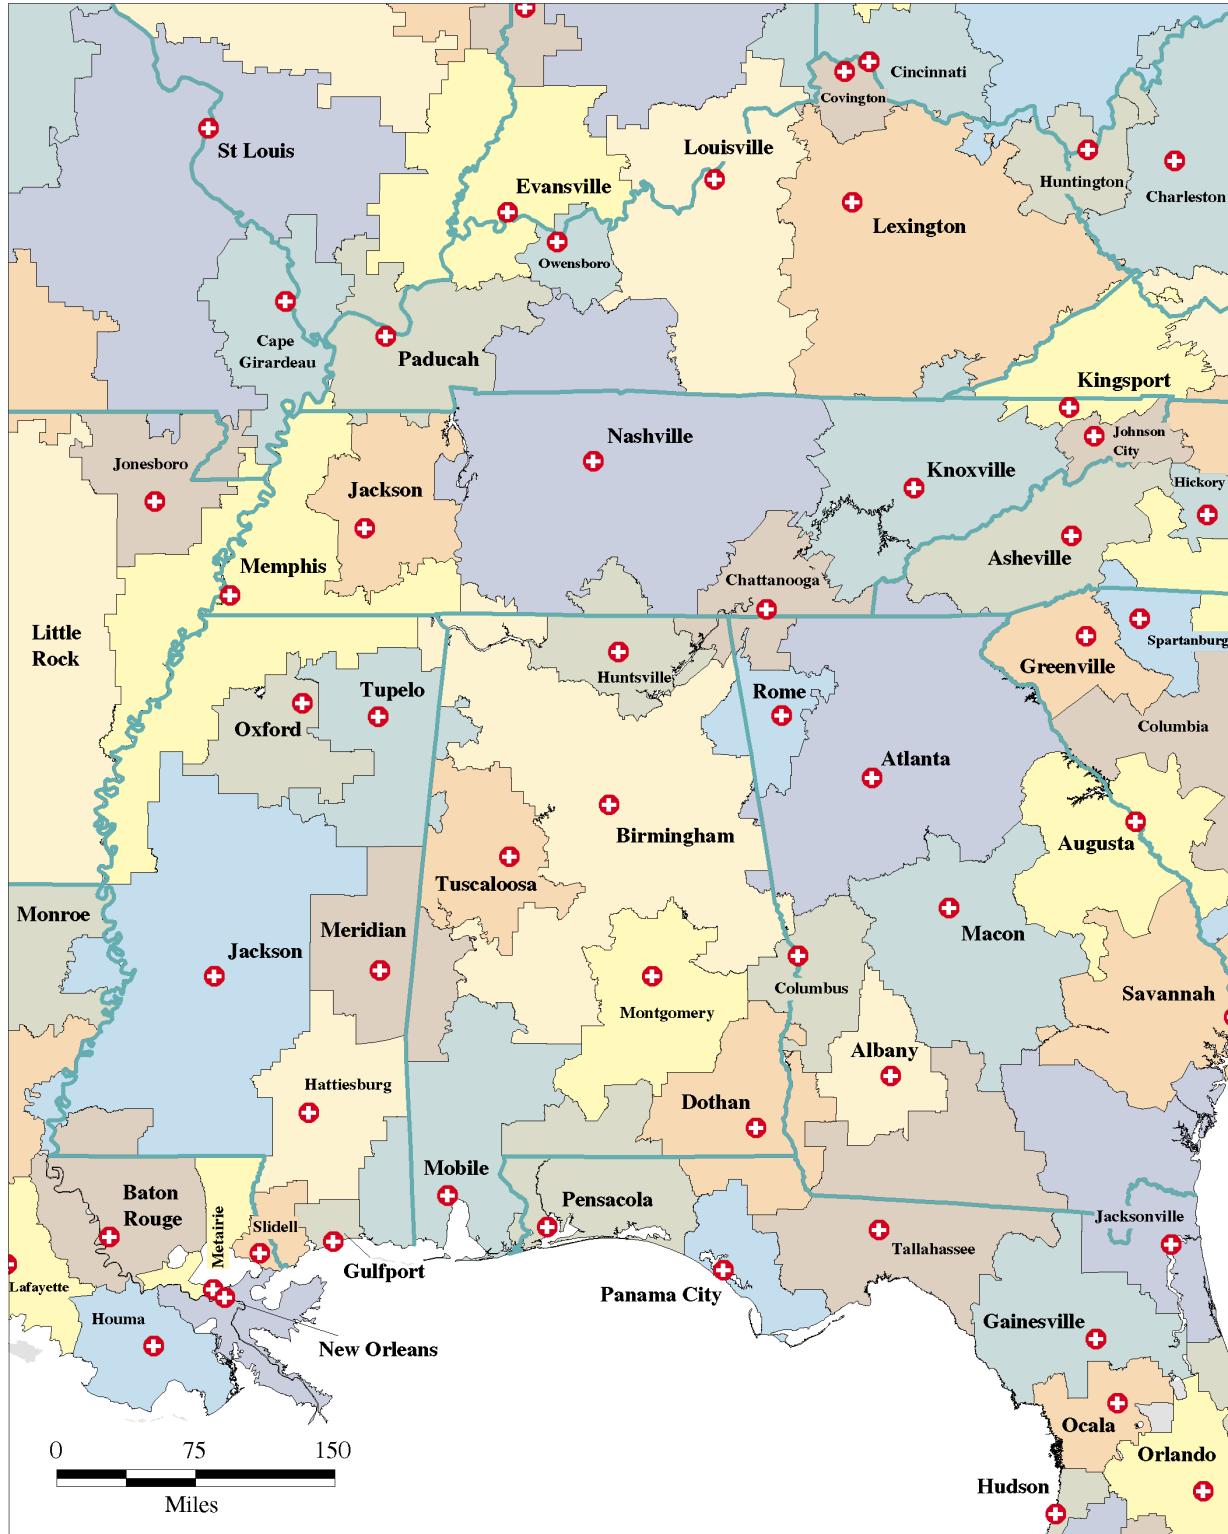 Cincinnati
Covington
St Louis
Louisville
Evansville
Huntington
Charleston
Lexington
Owensboro
Cape
Girardeau
Paducah
Kingsport
Nashville
Johnson
City
Jonesboro
Knoxville
Jackson
Hickory
Memphis
Asheville
Chattanooga
Little
Rock
Spartanburg
Huntsville
Greenville
Tupelo
Rome
Oxford
Columbia
Atlanta
Birmingham
Augusta
Tuscaloosa
Monroe
Meridian
Macon
Jackson
Columbus
Savannah
Montgomery
Albany
Hattiesburg
Dothan
Mobile
Baton
Rouge
Pensacola
Metairie
Slidell
Jacksonville
Tallahassee
Gulfport
Lafayette
Panama City
Houma
Gainesville
New Orleans
Ocala
0 75 150
Orlando
Hudson
Miles